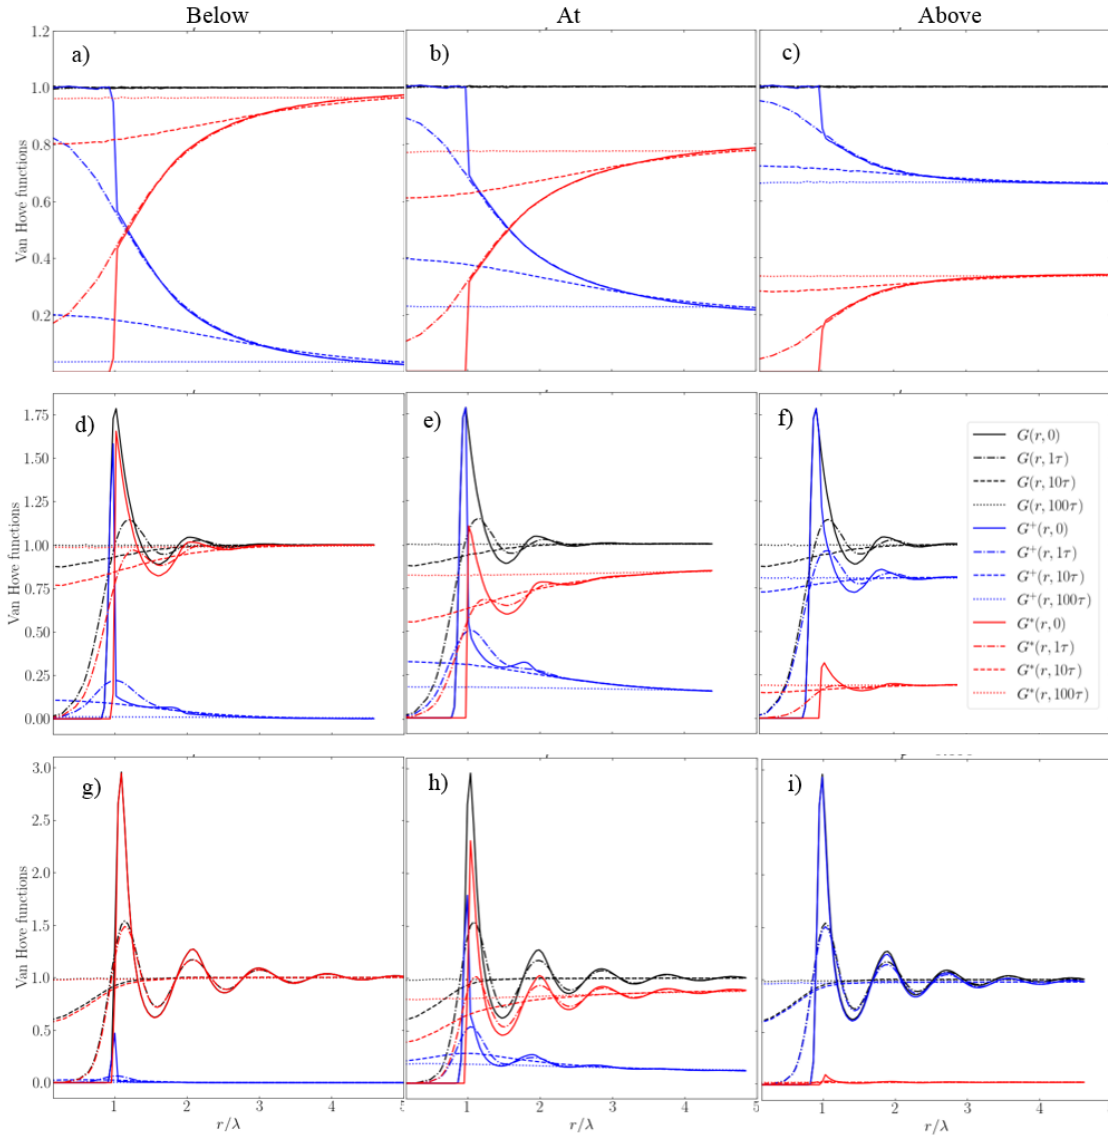 Below
At
Above
a)
b)
c)
1.2
1.0
0.8
0.6
0.4
0.2
Van Hove functions
d)
e)
f)
1.75
1.50
1.25
1.00
0.75
0.50
0.25
0.00
Van Hove functions
G(r, 0)
G(r, 1τ)
G(r, 10τ)
G(r, 100τ)
G⁺(r, 0)
G⁺(r, 1τ)
G⁺(r, 10τ)
G⁺(r, 100τ)
G*(r, 0)
G*(r, 1τ)
G*(r, 10τ)
G*(r, 100τ)
g)
h)
i)
3.0
2.5
2.0
1.5
1.0
0.5
0.0
Van Hove functions
1 2 3 4 5
1 2 3 4 5
1 2 3 4
r/λ
r/λ
r/λ